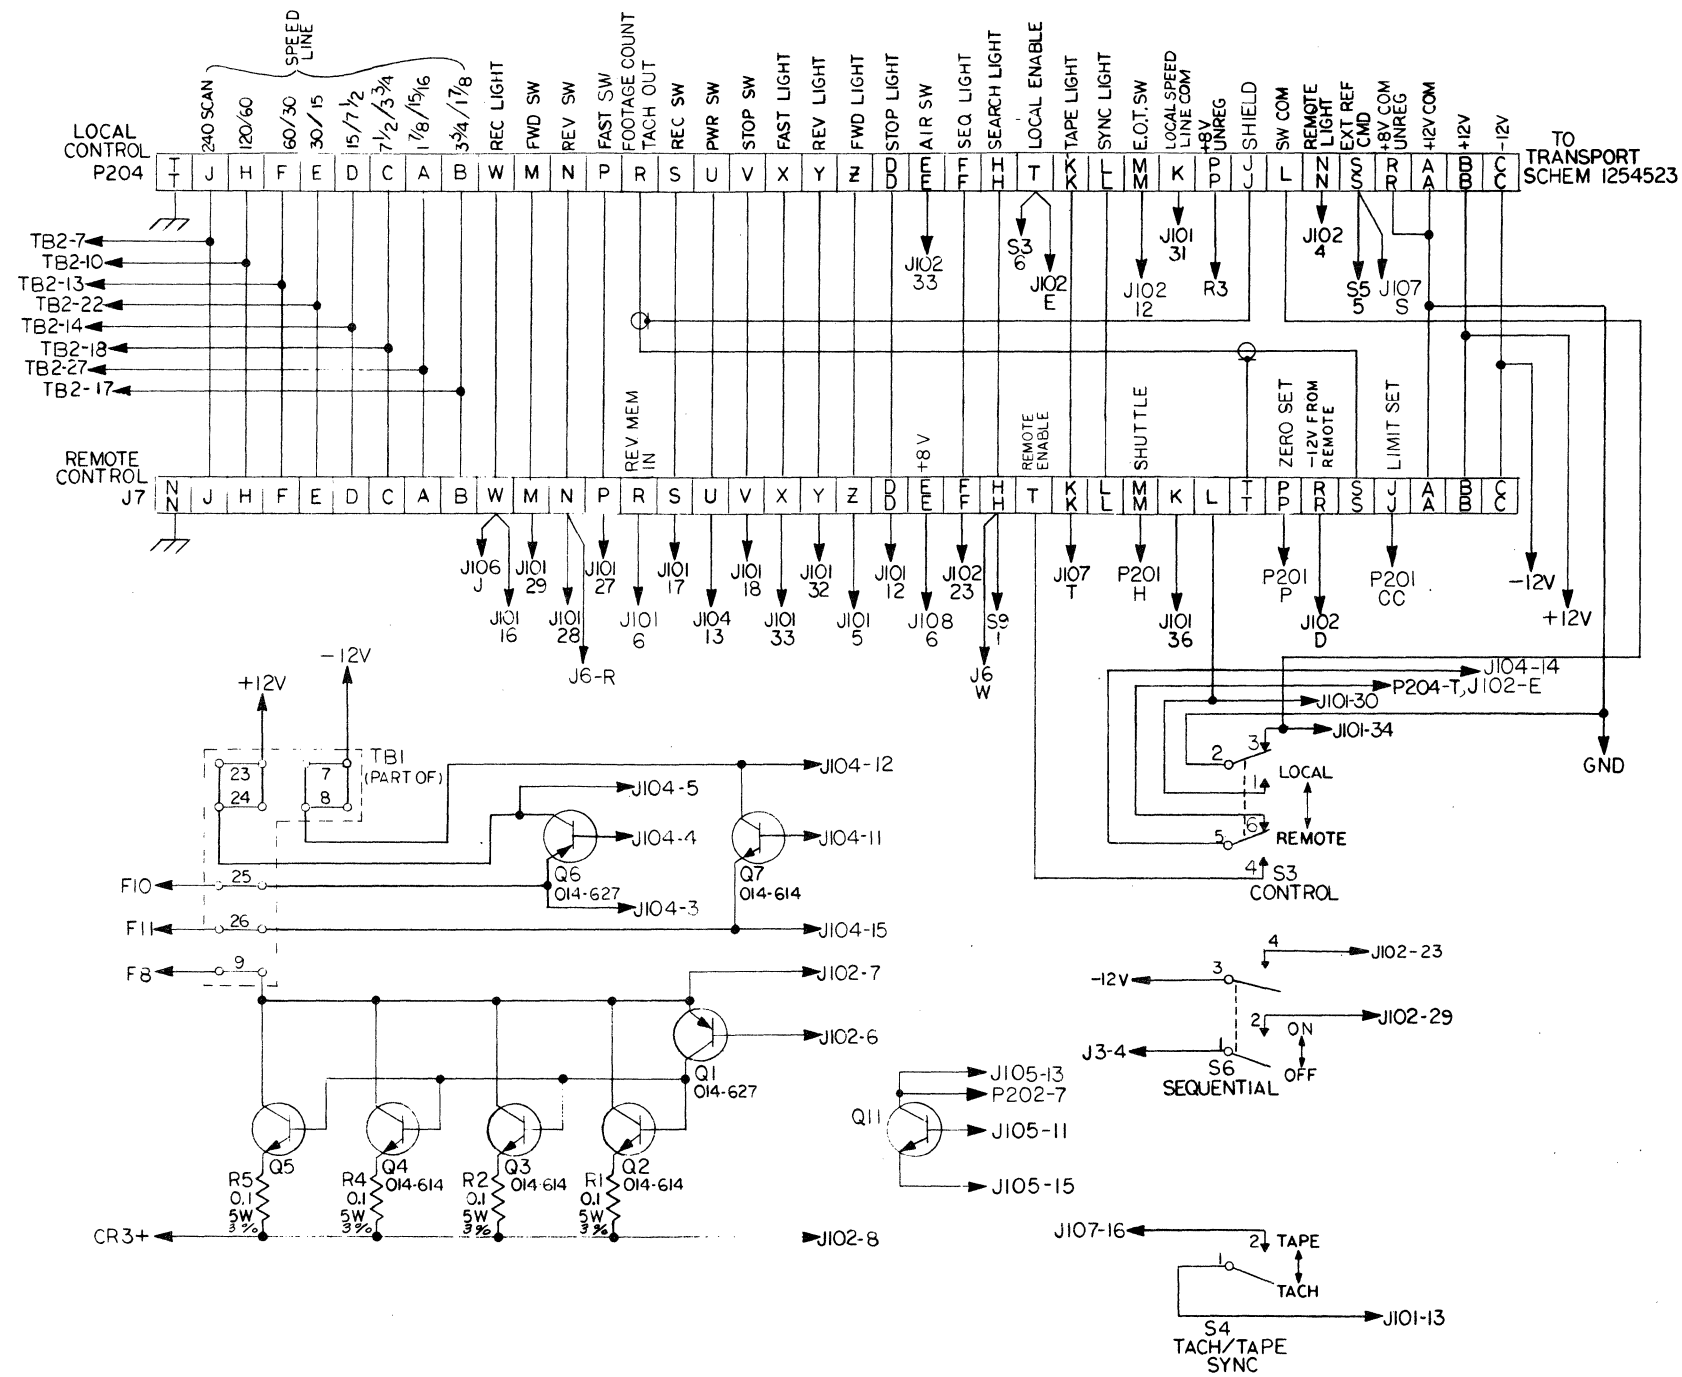 SPEED LINE
240 SCAN
120/60
60/30
30/15
15/7½
7½/3¾
1⅞/15/16
3¾/1⅞
REC LIGHT
FWD SW
REV SW
FAST SW
FOOTAGE COUNT
TACH OUT
REC SW
PWR SW
STOP SW
FAST LIGHT
REV LIGHT
FWD LIGHT
STOP LIGHT
AIR SW
SEQ LIGHT
SEARCH LIGHT
LOCAL ENABLE
TAPE LIGHT
SYNC LIGHT
E.O.T. SW
LOCAL SPEED
LINE COM
+8V
UNREG
SHIELD
SW COM
REMOTE
LIGHT
EXT REF
CMD
+8V COM
UNREG
+12V COM
+12V
-12V
LOCAL
CONTROL
P204
TT J H F E D C A B W M N P R S U V X Y Z DD EE FF HH T KK LL MM K PP JJ L NN SS RR AA BB CC
TO
TRANSPORT
SCHEM 1254523
TB2-7
TB2-10
TB2-13
TB2-22
TB2-14
TB2-18
TB2-27
TB2-17
J102
33
S3
6
J102
E
J102
12
J101
31
R3
J102
4
S5
5
J107
S
REV MEM
IN
+8V
REMOTE
ENABLE
SHUTTLE
ZERO SET
-12V FROM
REMOTE
LIMIT SET
REMOTE
CONTROL
J7
NN J H F E D C A B W M N P R S U V X Y Z DD EE FF HH T KK LL MM K L TT PP RR SS JJ AA BB CC
J106
J
J101
16
J101
29
J101
28
J6-R
J101
27
J101
6
J101
17
J104
13
J101
18
J101
33
J101
32
J101
5
J101
12
J108
6
J102
23
S9
1
J6
W
J107
T
P201
H
J101
36
P201
P
J102
D
P201
CC
-12V
+12V
GND
-12V
+12V
TB1
(PART OF)
23
24
7
8
25
26
9
F10
F11
F8
J104-12
J104-5
J104-4
J104-11
Q6
014-627
Q7
014-614
J104-3
J104-15
J102-7
J102-6
Q1
014-627
Q5
Q4
014-614
Q3
014-614
Q2
014-614
R5
0.1
5W
3%
R4
0.1
5W
3%
R2
0.1
5W
3%
R1
0.1
5W
3%
CR3+
J102-8
J104-14
P204-T, J102-E
J101-30
J101-34
3
2
1
LOCAL
6
5
REMOTE
4
S3
CONTROL
4
J102-23
-12V
3
2
J102-29
ON
J3-4
1
OFF
S6
SEQUENTIAL
Q11
J105-13
P202-7
J105-11
J105-15
J107-16
2
TAPE
1
TACH
J101-13
S4
TACH/TAPE
SYNC